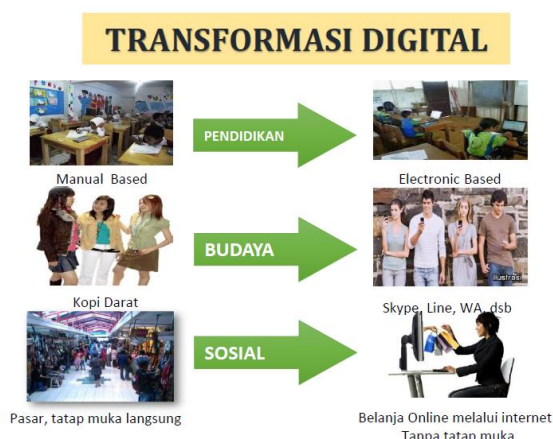 TRANSFORMASI DIGITAL
PENDIDIKAN
Manual Based
Electronic Based
BUDAYA
Ilustrasi
Kopi Darat
Skype, Line, WA, dsb
SOSIAL
Pasar, tatap muka langsung
Belanja Online melalui internet
Tanpa tatap muka